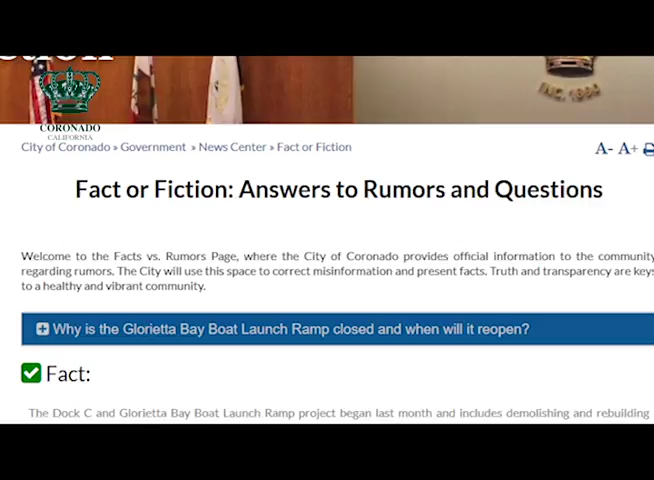 INC. 1890
CORONADO
CALIFORNIA
City of Coronado » Government » News Center » Fact or Fiction
A- A+
Fact or Fiction: Answers to Rumors and Questions
Welcome to the Facts vs. Rumors Page, where the City of Coronado provides official information to the community
regarding rumors. The City will use this space to correct misinformation and present facts. Truth and transparency are keys
to a healthy and vibrant community.
Why is the Glorietta Bay Boat Launch Ramp closed and when will it reopen?
Fact:
The Dock C and Glorietta Bay Boat Launch Ramp project began last month and includes demolishing and rebuilding